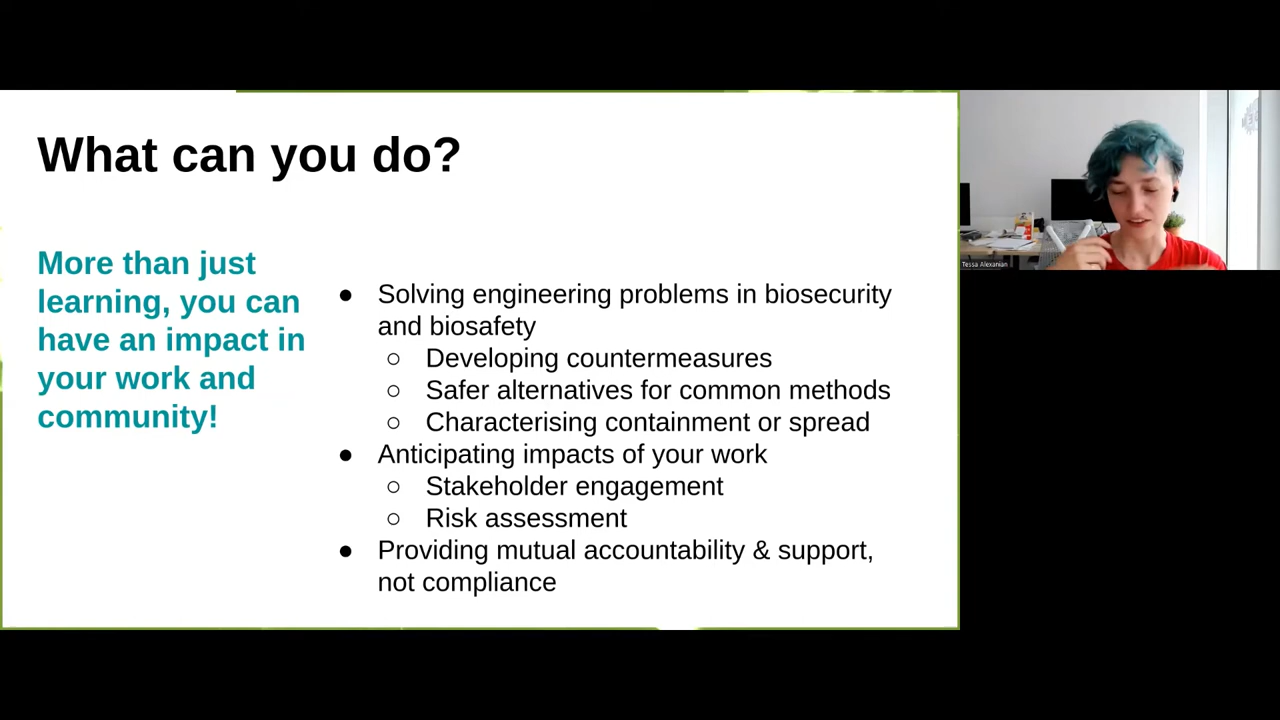 What can you do?
More than just
learning, you can
have an impact in
your work and
community!
● Solving engineering problems in biosecurity
and biosafety
○ Developing countermeasures
○ Safer alternatives for common methods
○ Characterising containment or spread
● Anticipating impacts of your work
○ Stakeholder engagement
○ Risk assessment
● Providing mutual accountability & support,
not compliance
Tessa Alexanian